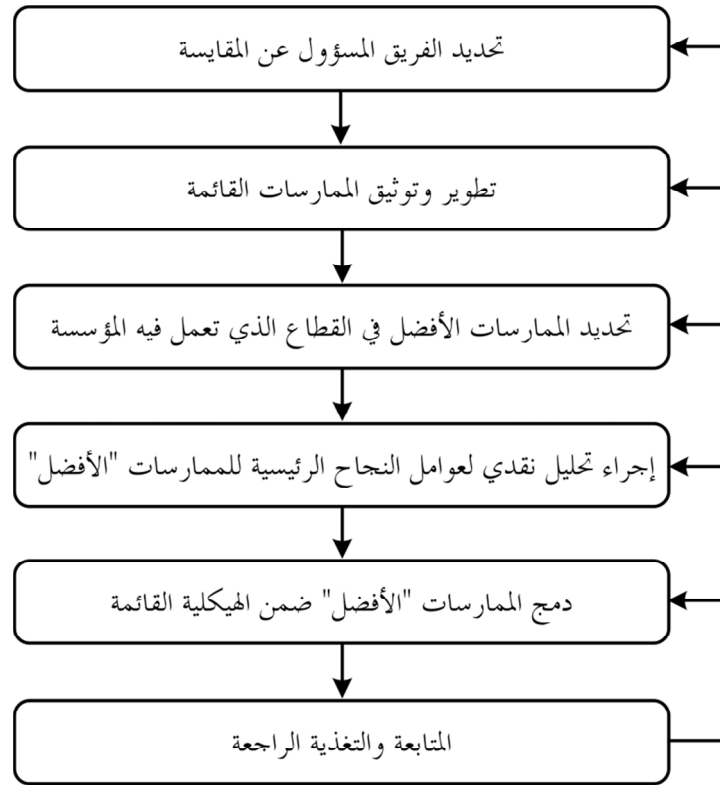 تحديد الفريق المسؤول عن المقايسة
تطوير وتوثيق الممارسات القائمة
تحديد الممارسات الأفضل في القطاع الذي تعمل فيه المؤسسة
إجراء تحليل نقدي لعوامل النجاح الرئيسية للممارسات "الأفضل"
دمج الممارسات "الأفضل" ضمن الهيكلية القائمة
المتابعة والتغذية الراجعة